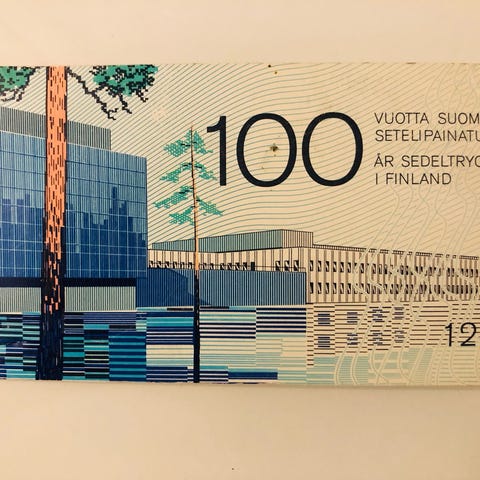 100
VUOTTA SUOM
SETELIPAINATU
ÅR SEDELTRYC
I FINLAND
12